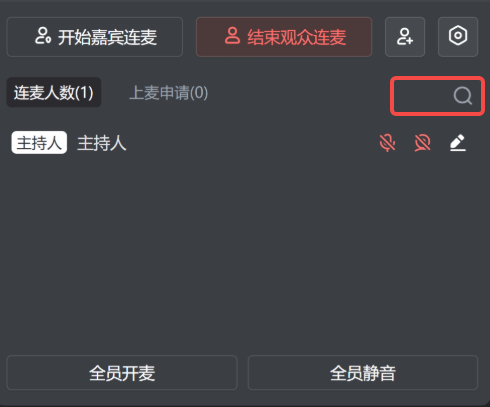 开始嘉宾连麦 结束观众连麦
连麦人数(1) 上麦申请(0)
主持人 主持人
全员开麦 全员静音